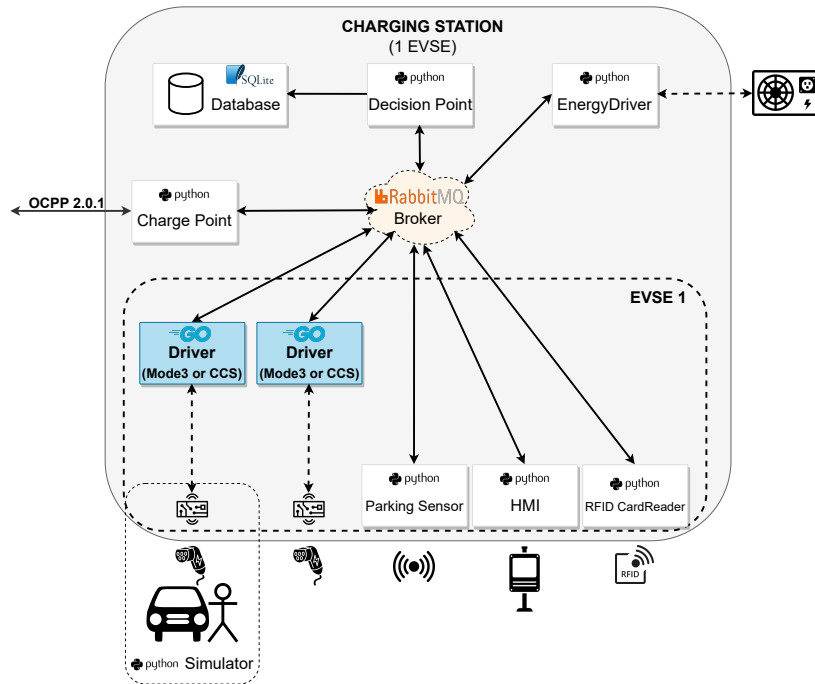 CHARGING STATION
(1 EVSE)
SQLite
Database
python
Decision Point
python
EnergyDriver
OCPP 2.0.1
python
Charge Point
RabbitMQ
Broker
EVSE 1
GO
Driver
(Mode3 or CCS)
GO
Driver
(Mode3 or CCS)
python
Parking Sensor
python
HMI
python
RFID CardReader
RFID
python Simulator